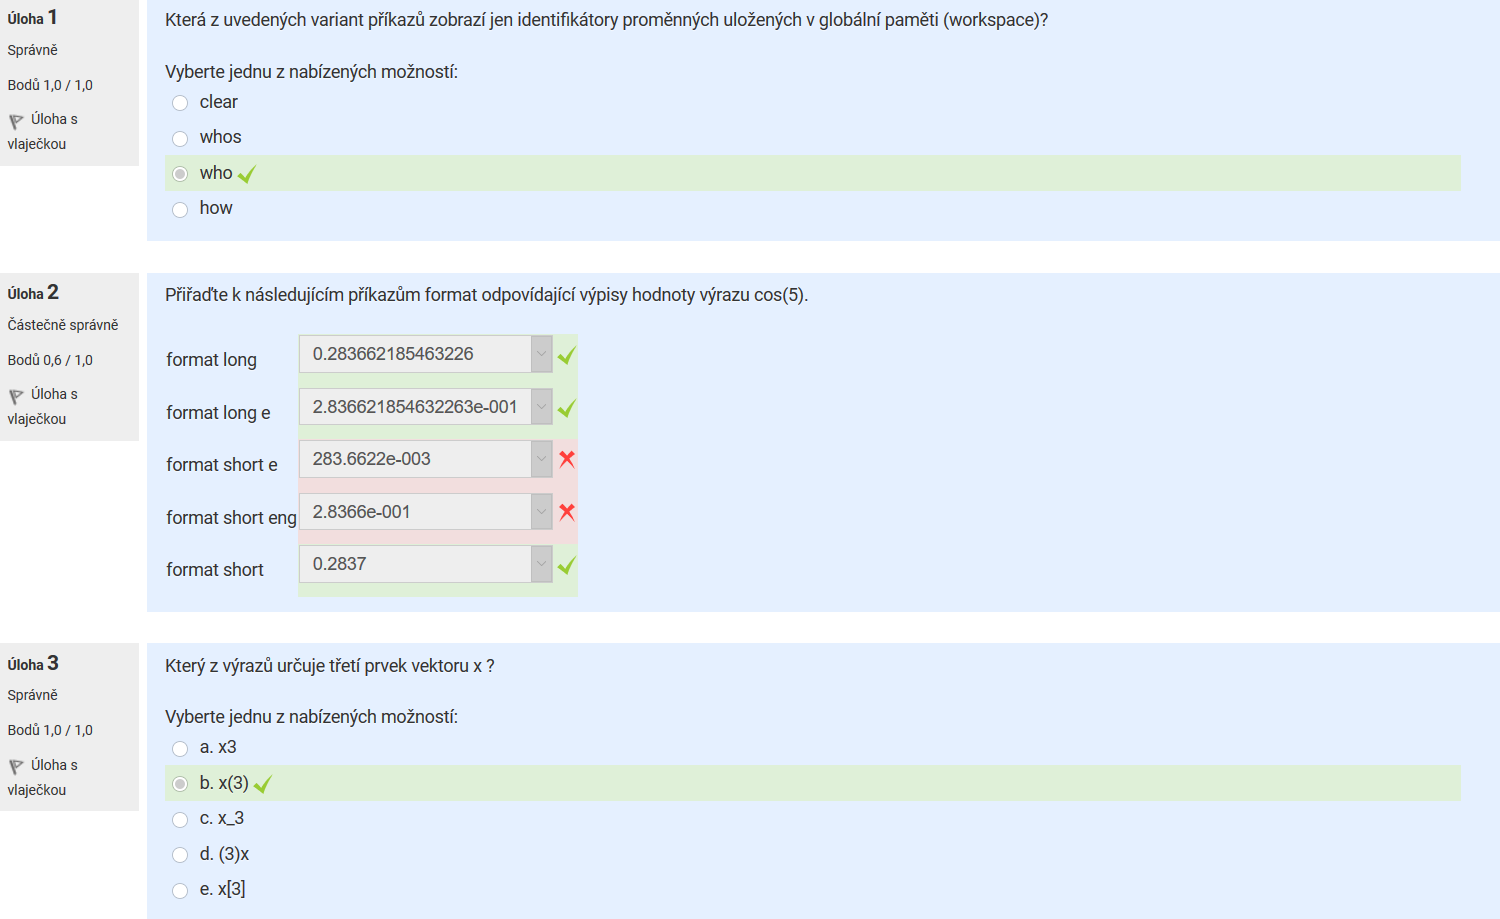 Úloha 1
Správně
Bodů 1,0 / 1,0
Úloha s
vlaječkou
Která z uvedených variant příkazů zobrazí jen identifikátory proměnných uložených v globální paměti (workspace)?
Vyberte jednu z nabízených možností:
clear
whos
who
how
Úloha 2
Částečně správně
Bodů 0,6 / 1,0
Úloha s
vlaječkou
Přiřaďte k následujícím příkazům format odpovídající výpisy hodnoty výrazu cos(5).
format long 0.283662185463226
format long e 2.836621854632263e-001
format short e 283.6622e-003
format short eng 2.8366e-001
format short 0.2837
Úloha 3
Správně
Bodů 1,0 / 1,0
Úloha s
vlaječkou
Který z výrazů určuje třetí prvek vektoru x ?
Vyberte jednu z nabízených možností:
a. x3
b. x(3)
c. x_3
d. (3)x
e. x[3]